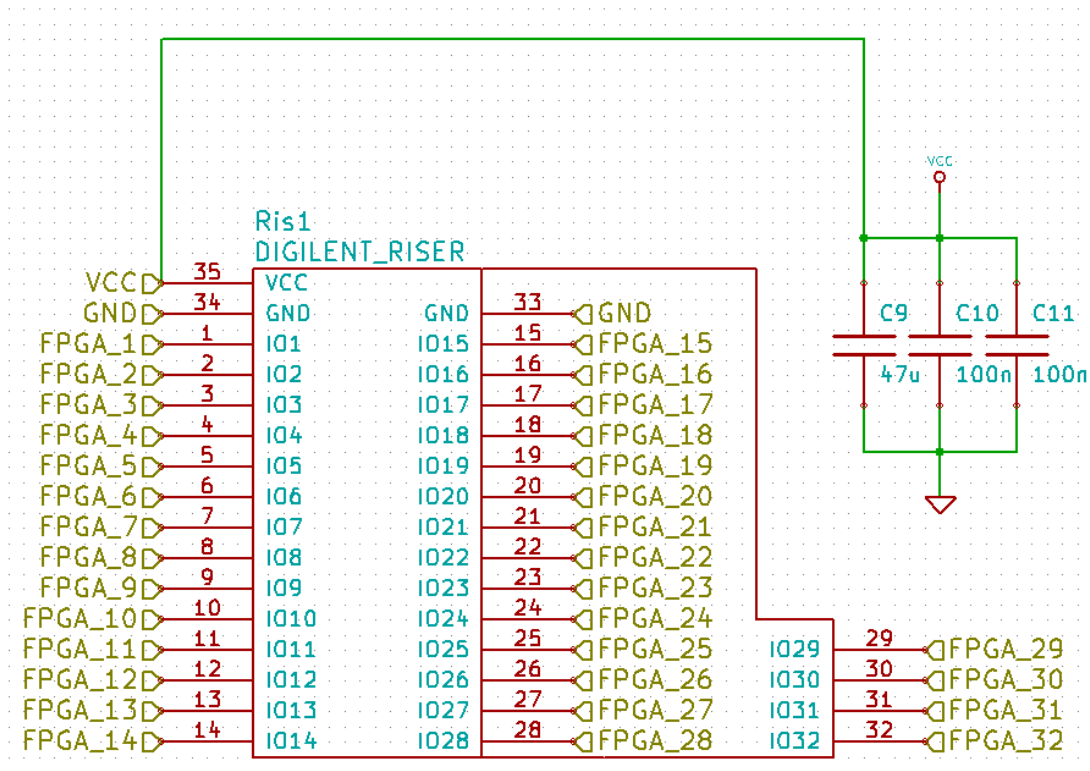 VCC
Ris1
DIGILENT_RISER
VCC 35 VCC
GND 34 GND GND 33 GND
FPGA_1 1 IO1 IO15 15 FPGA_15
FPGA_2 2 IO2 IO16 16 FPGA_16
FPGA_3 3 IO3 IO17 17 FPGA_17
FPGA_4 4 IO4 IO18 18 FPGA_18
FPGA_5 5 IO5 IO19 19 FPGA_19
FPGA_6 6 IO6 IO20 20 FPGA_20
FPGA_7 7 IO7 IO21 21 FPGA_21
FPGA_8 8 IO8 IO22 22 FPGA_22
FPGA_9 9 IO9 IO23 23 FPGA_23
FPGA_10 10 IO10 IO24 24 FPGA_24
FPGA_11 11 IO11 IO25 25 FPGA_25
FPGA_12 12 IO12 IO26 26 FPGA_26
FPGA_13 13 IO13 IO27 27 FPGA_27
FPGA_14 14 IO14 IO28 28 FPGA_28
IO29 29 FPGA_29
IO30 30 FPGA_30
IO31 31 FPGA_31
IO32 32 FPGA_32
C9 C10 C11
47u 100n 100n